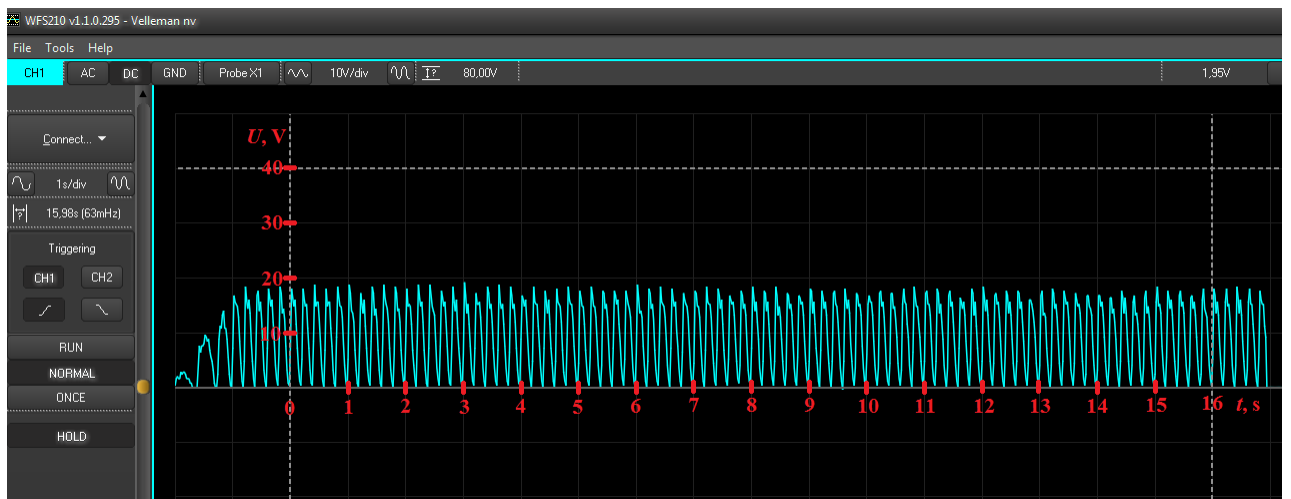 WFS210 v1.1.0.295 - Velleman nv
File Tools Help
CH1 AC DC GND Probe X1 10V/div 80,00V 1,95V
Connect...
1s/div
15,98s (63mHz)
Triggering
CH1 CH2
RUN
NORMAL
ONCE
HOLD
U, V
40
30
20
10
0 1 2 3 4 5 6 7 8 9 10 11 12 13 14 15 16 t, s